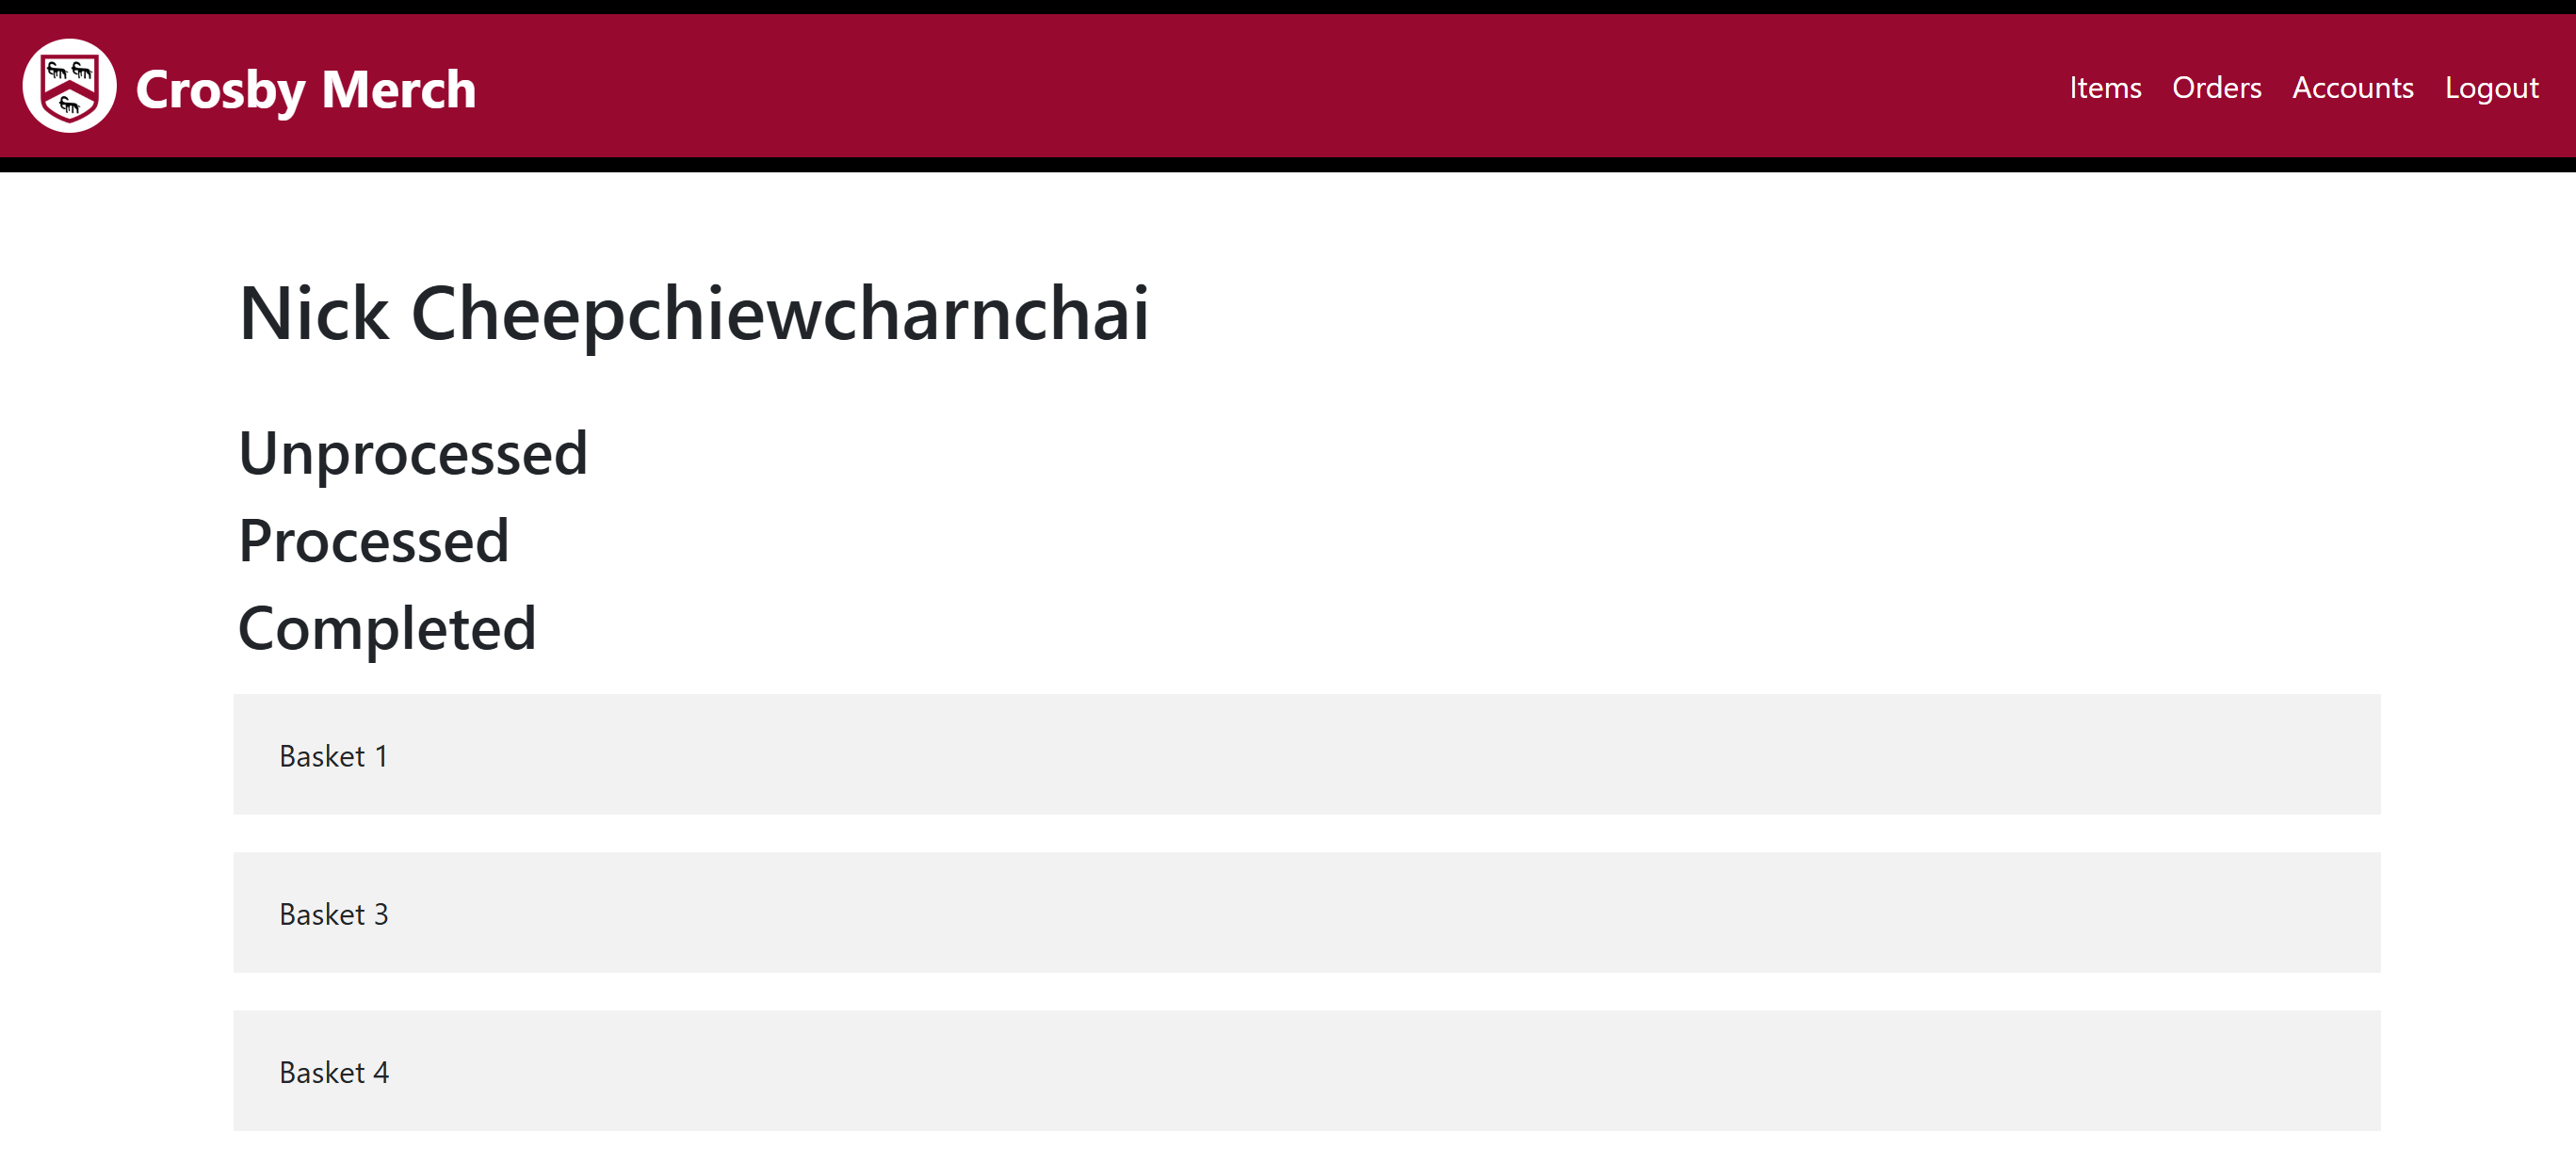 Crosby Merch
Items Orders Accounts Logout
Nick Cheepchiewcharnchai
Unprocessed
Processed
Completed
Basket 1
Basket 3
Basket 4